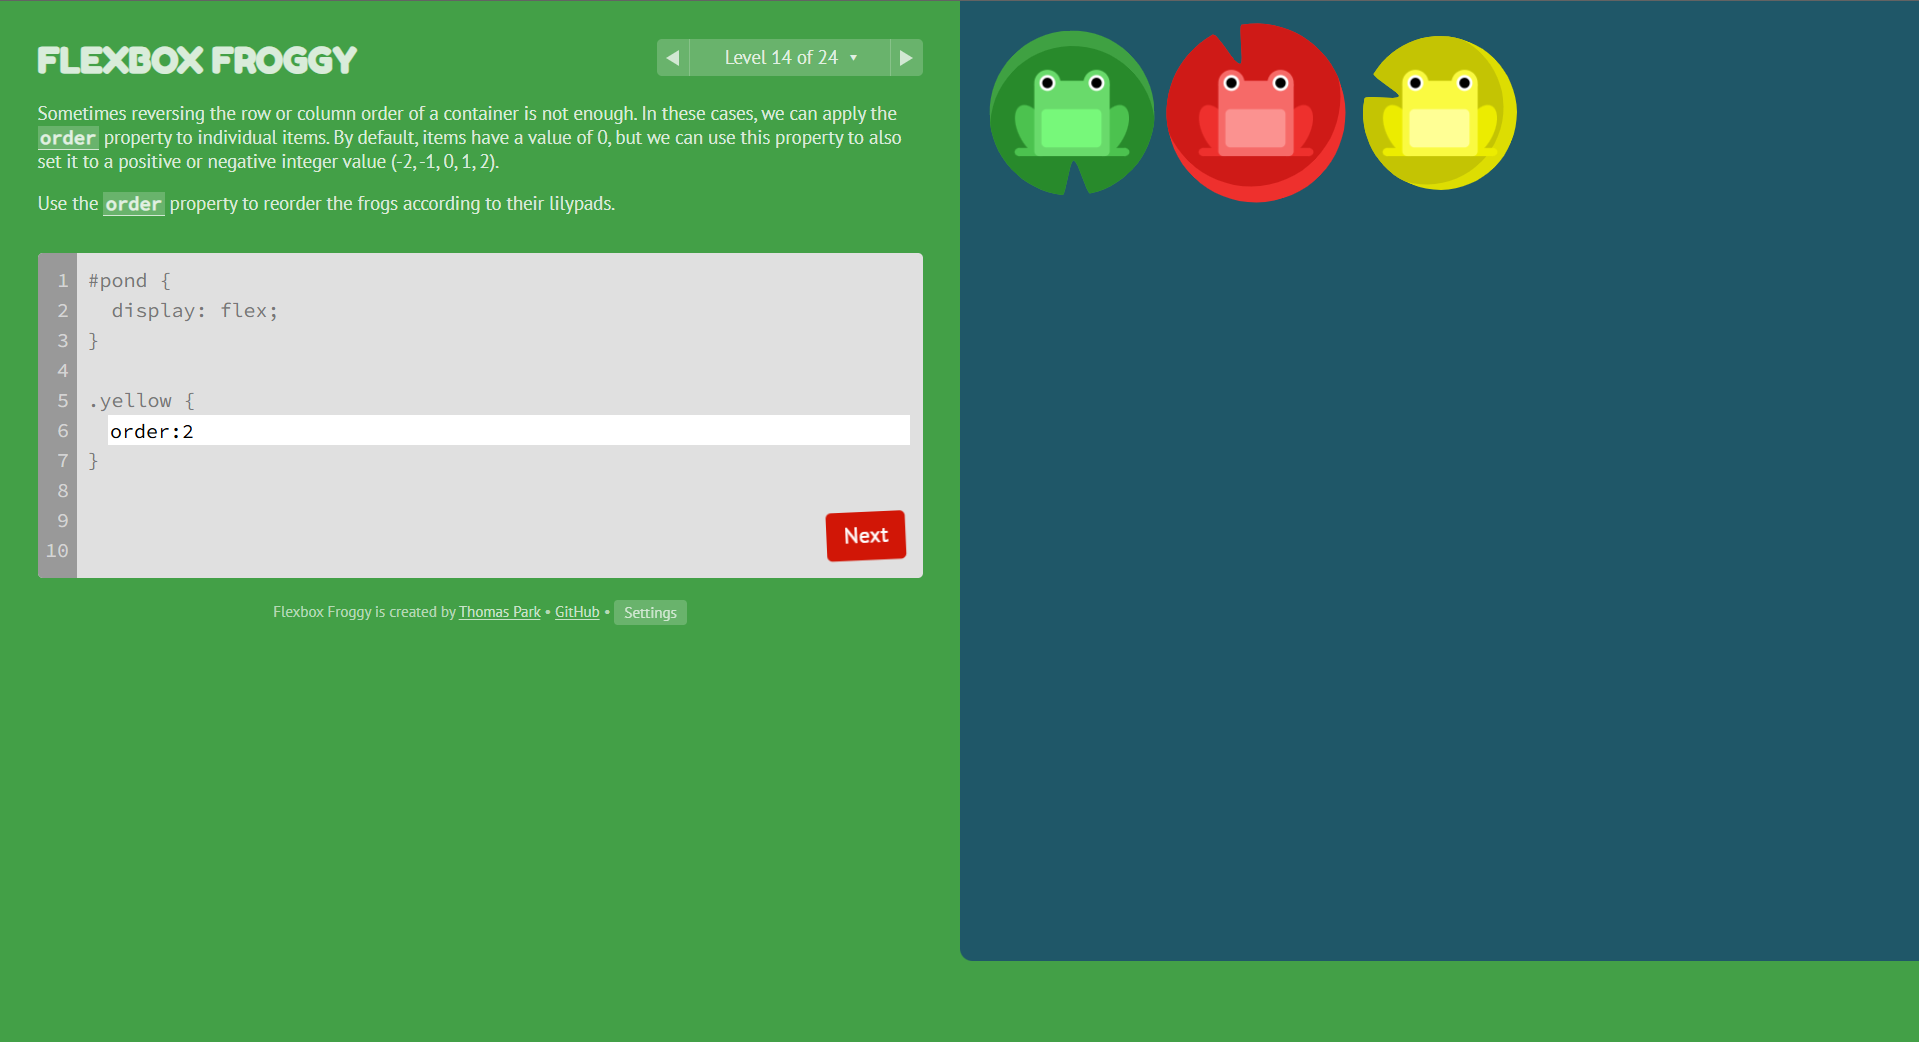 FLEXBOX FROGGY
◀ Level 14 of 24 ▾ ▶
Sometimes reversing the row or column order of a container is not enough. In these cases, we can apply the
order property to individual items. By default, items have a value of 0, but we can use this property to also
set it to a positive or negative integer value (-2, -1, 0, 1, 2).
Use the order property to reorder the frogs according to their lilypads.
1 #pond {
2 display: flex;
3 }
4
5 .yellow {
6 order:2
7 }
8
9
10
Next
Flexbox Froggy is created by Thomas Park • GitHub • Settings